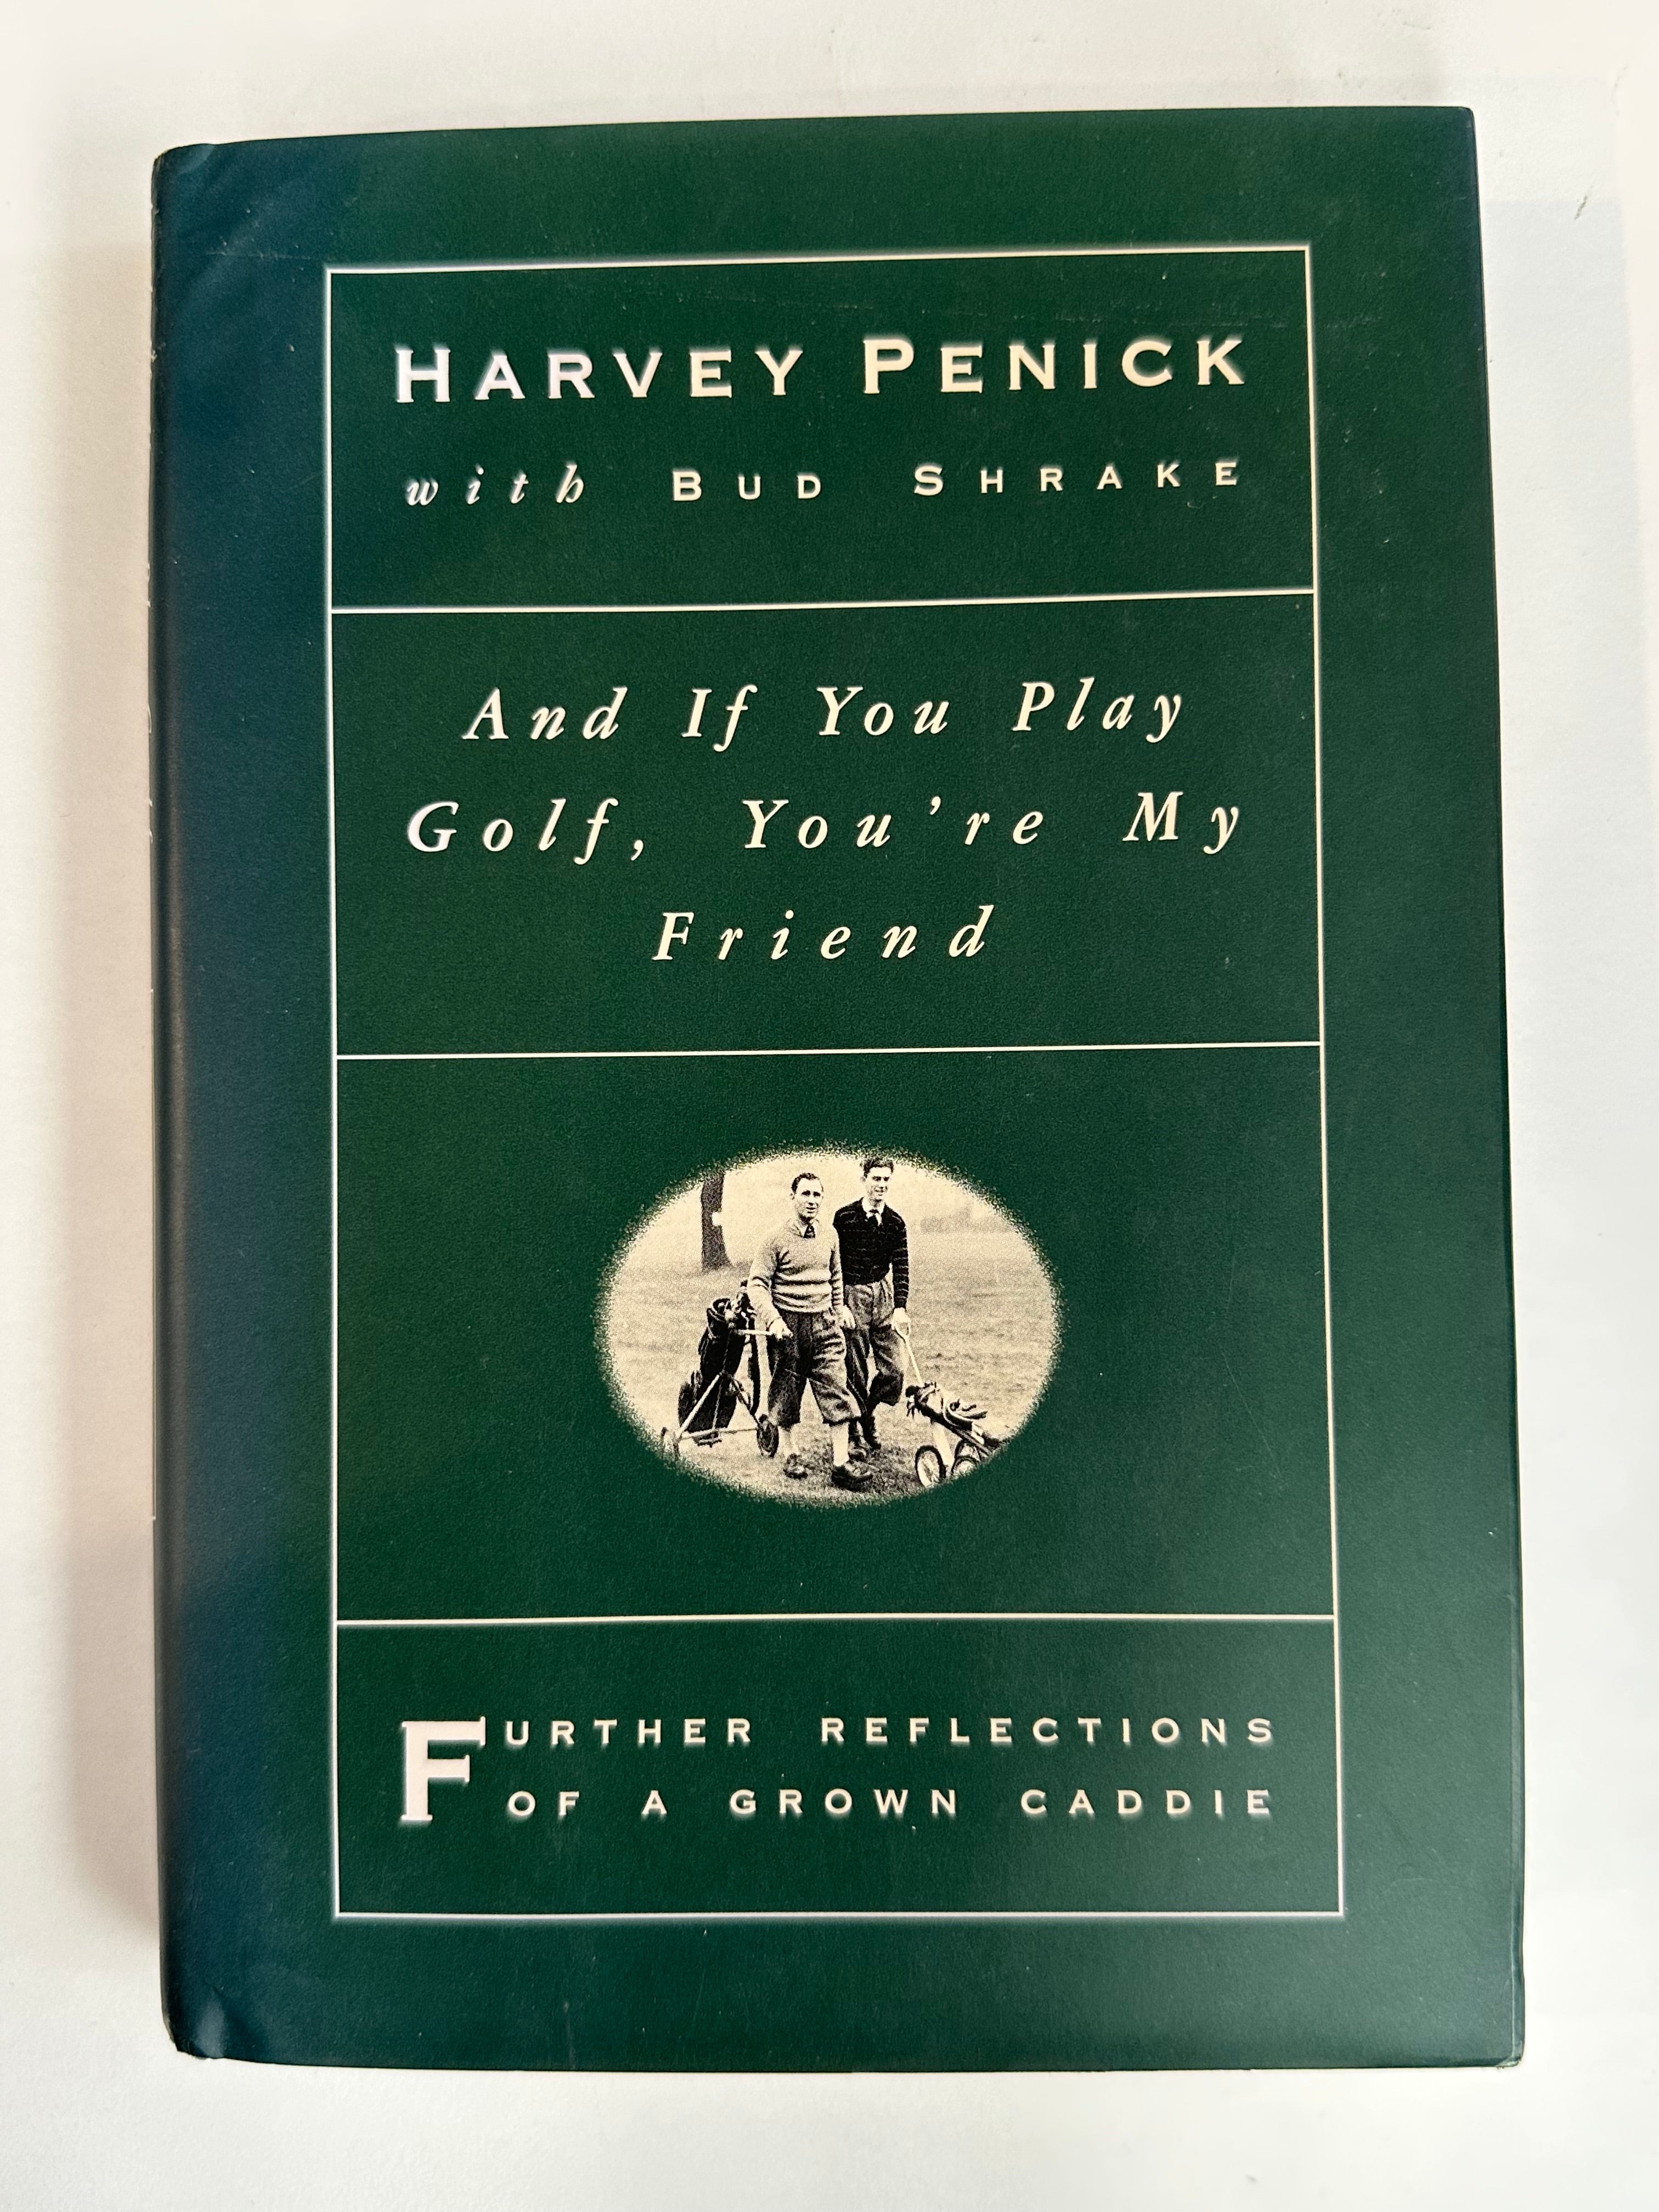 HARVEY PENICK
with BUD SHRAKE
And If You Play
Golf, You're My
Friend
FURTHER REFLECTIONS
OF A GROWN CADDIE